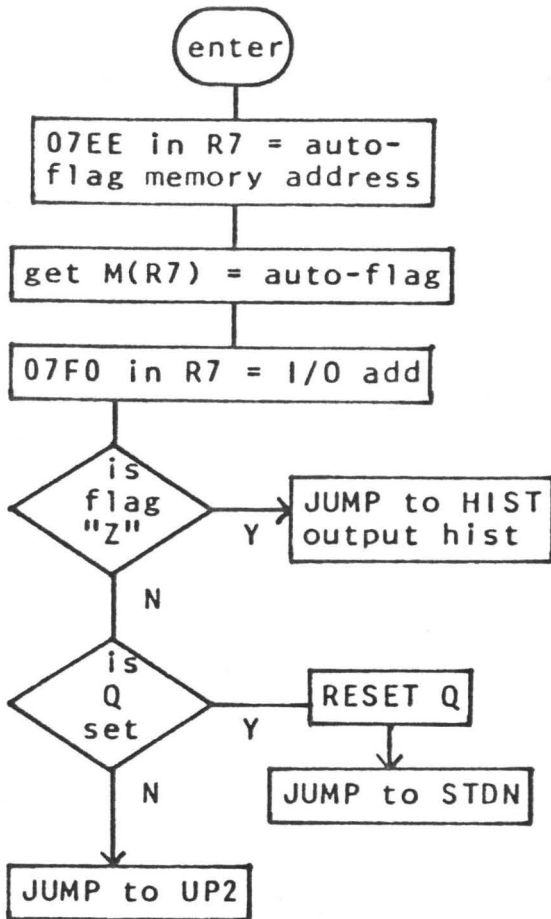 enter
07EE in R7 = auto-
flag memory address
get M(R7) = auto-flag
07F0 in R7 = I/O add
is
flag
"Z"
Y
JUMP to HIST
output hist
N
is
Q
set
Y
RESET Q
N
JUMP to STDN
JUMP to UP2